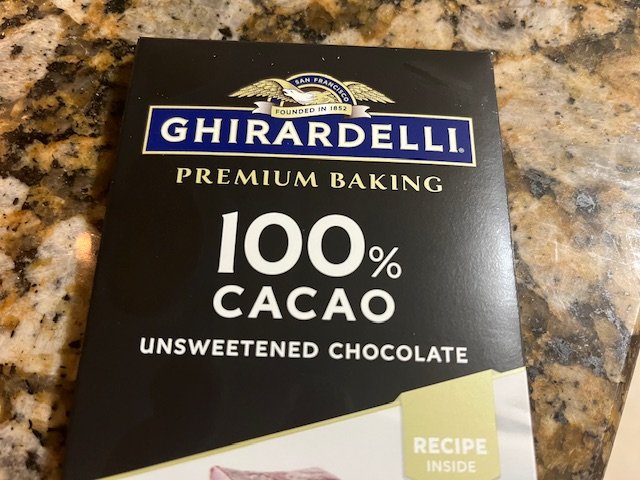 SAN FRANCISCO
FOUNDED IN 1852
GHIRARDELLI®
PREMIUM BAKING
100%
CACAO
UNSWEETENED CHOCOLATE
RECIPE
INSIDE